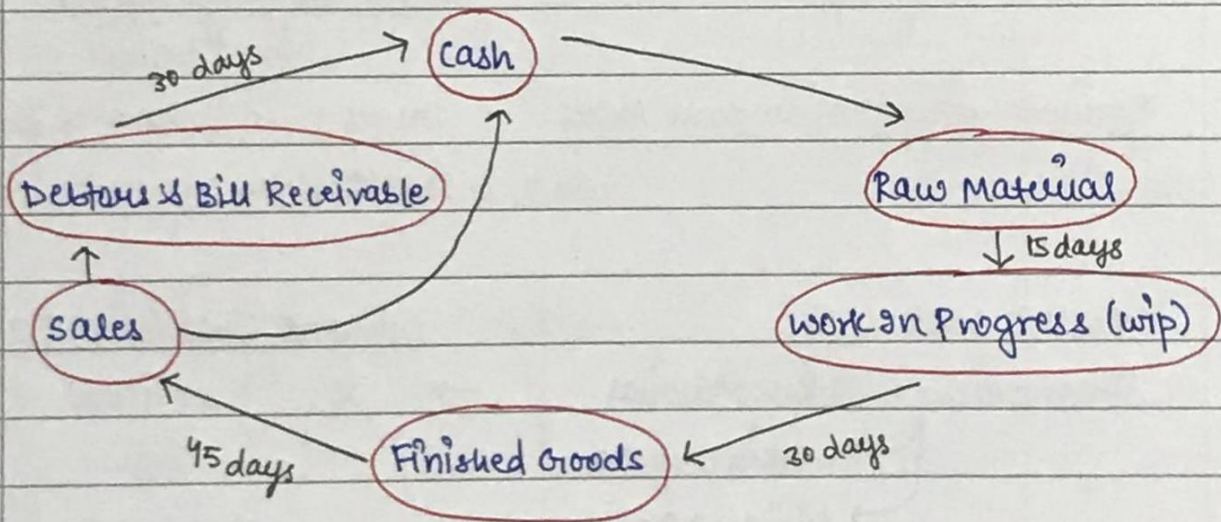 30 days
Cash
Debtors & Bill Receivable
Raw Material
15 days
Sales
Work In Progress (WIP)
45 days
Finished Goods
30 days